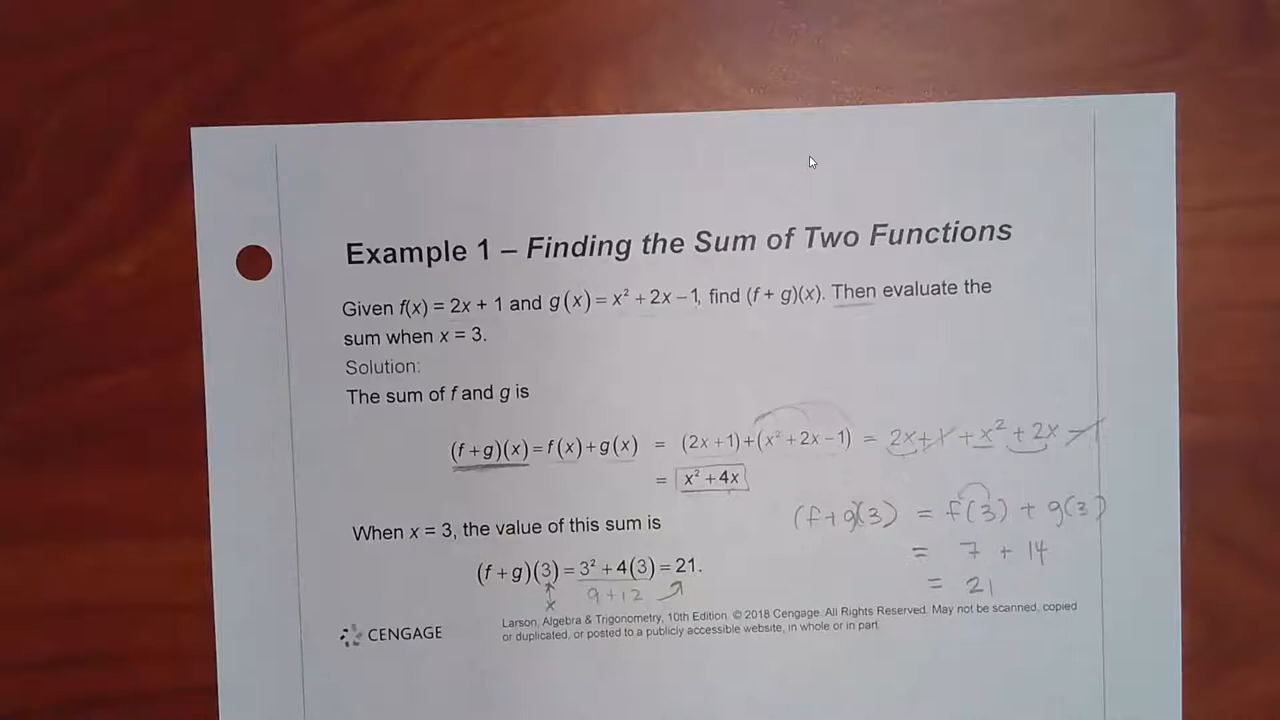 Example 1 – Finding the Sum of Two Functions
Given f(x) = 2x + 1 and g(x) = x² + 2x − 1, find (f + g)(x). Then evaluate the
sum when x = 3.
Solution:
The sum of f and g is
(f + g)(x) = f(x) + g(x) = (2x + 1) + (x² + 2x − 1) = 2x + 1 + x² + 2x − 1
= x² + 4x
(f + g)(3) = f(3) + g(3)
When x = 3, the value of this sum is
= 7 + 14
(f + g)(3) = 3² + 4(3) = 21.
= 21
x 9 + 12
Larson, Algebra & Trigonometry, 10th Edition. © 2018 Cengage. All Rights Reserved. May not be scanned, copied
or duplicated, or posted to a publicly accessible website, in whole or in part.
CENGAGE